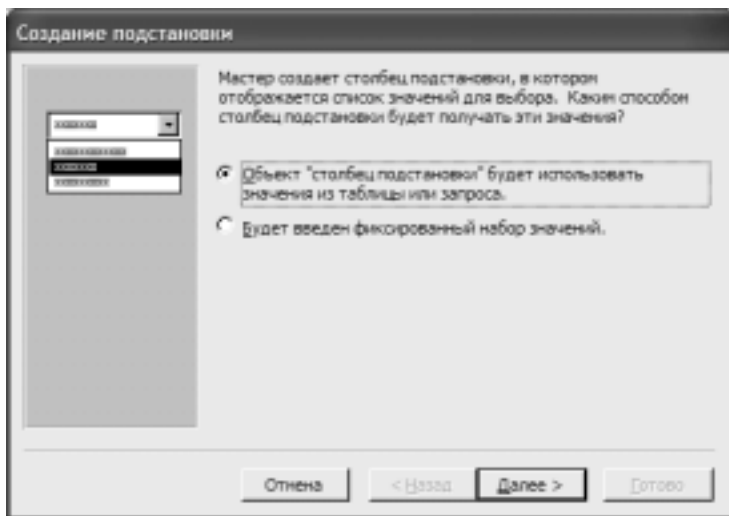 Создание подстановки
Мастер создает столбец подстановки, в котором
отображается список значений для выбора. Каким способом
столбец подстановки будет получать эти значения?
Объект "столбец подстановки" будет использовать
значения из таблицы или запроса.
Будет введен фиксированный набор значений.
Отмена
< Назад
Далее >
Готово